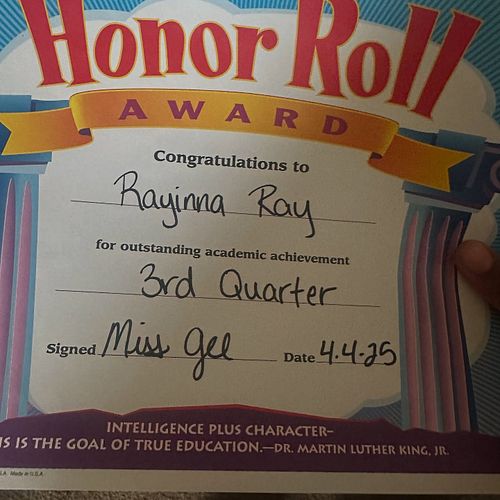 Honor Roll
AWARD
Congratulations to
Rayinna Ray
for outstanding academic achievement
3rd Quarter
Signed Miss Gee Date 4.4-25
INTELLIGENCE PLUS CHARACTER–
IS IS THE GOAL OF TRUE EDUCATION.—DR. MARTIN LUTHER KING, JR.
Made in U.S.A.